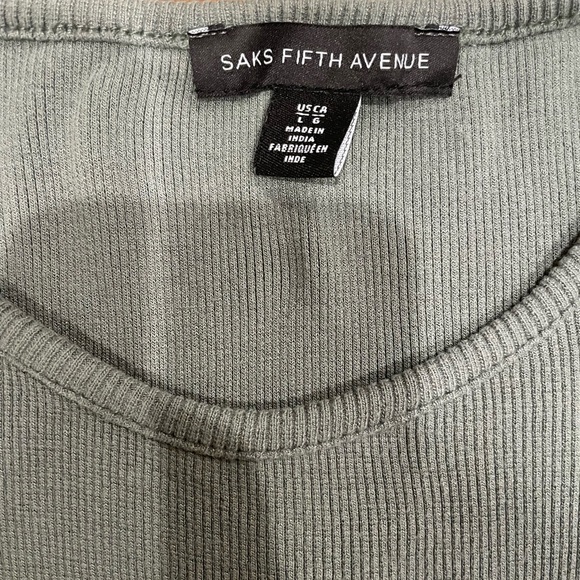 SAKS FIFTH AVENUE
US CA
L G
MADE IN
INDIA
FABRIQUÉ EN
INDE